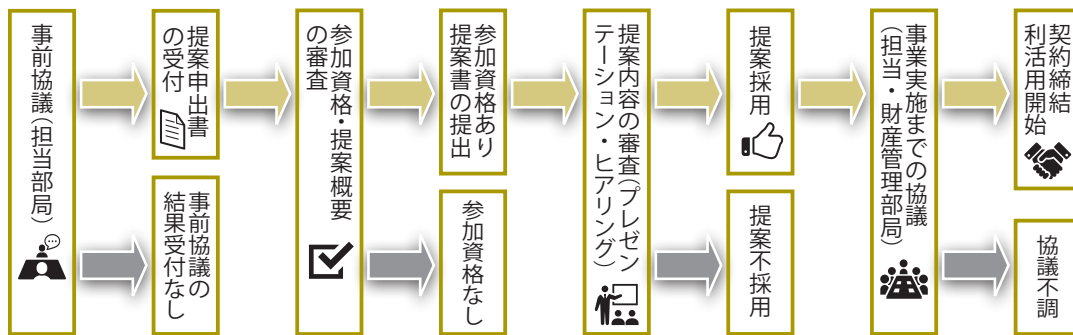 事前協議(担当部局)
提案申出書
の受付
事前協議の
結果受付なし
参加資格・提案概要
の審査
参加資格あり
提案書の提出
参加資格なし
提案内容の審査(プレゼン
テーション・ヒアリング)
提案採用
提案不採用
事業実施までの協議
(担当・財産管理部局)
契約締結
利活用開始
協議不調